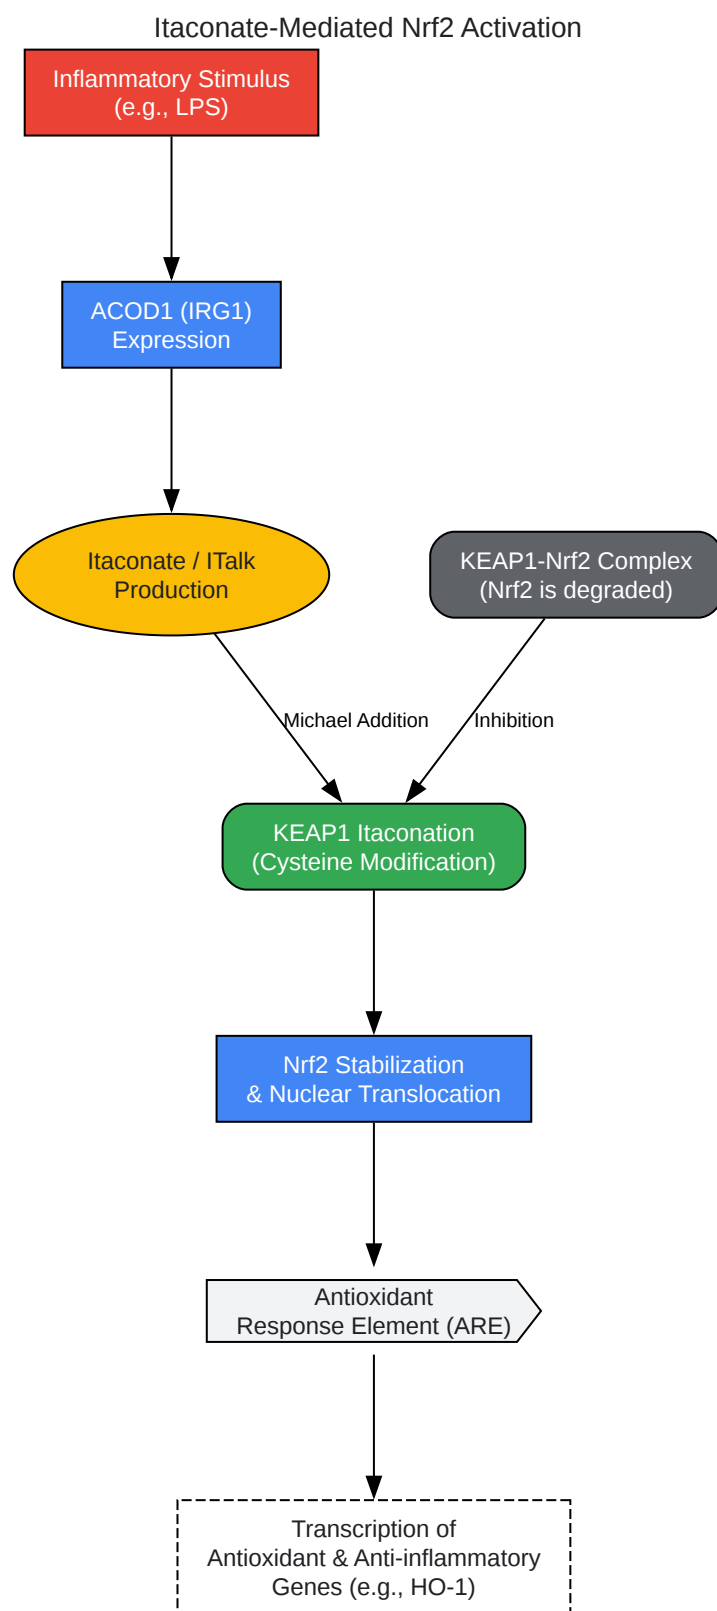 Itaconate-Mediated Nrf2 Activation
Inflammatory Stimulus
(e.g., LPS)
ACOD1 (IRG1)
Expression
Itaconate / ITalk
Production
KEAP1-Nrf2 Complex
(Nrf2 is degraded)
Michael Addition
Inhibition
KEAP1 Itaconation
(Cysteine Modification)
Nrf2 Stabilization
& Nuclear Translocation
Antioxidant
Response Element (ARE)
Transcription of
Antioxidant & Anti-inflammatory
Genes (e.g., HO-1)